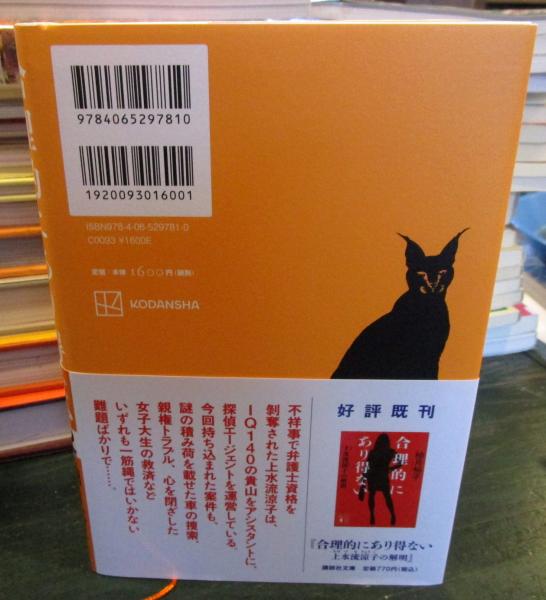 9784065297810
1920093016001
ISBN978-4-06-529781-0
C0093 ¥1600E
定価:本体1600円(税別)
KODANSHA
不祥事で弁護士資格を
剝奪された上水流涼子は、
IQ140の貴山をアシスタントに、
探偵エージェントを運営している。
今回持ち込まれた案件も、
謎の積み荷を載せた車の捜索、
親権トラブル、心を閉ざした
女子大生の救済など
いずれも一筋縄ではいかない
難題ばかりで……。
好評既刊
合理的に
あり得ない
上水流涼子の解明
『合理的にあり得ない
上水流涼子の解明』
講談社文庫 定価770円(税込)